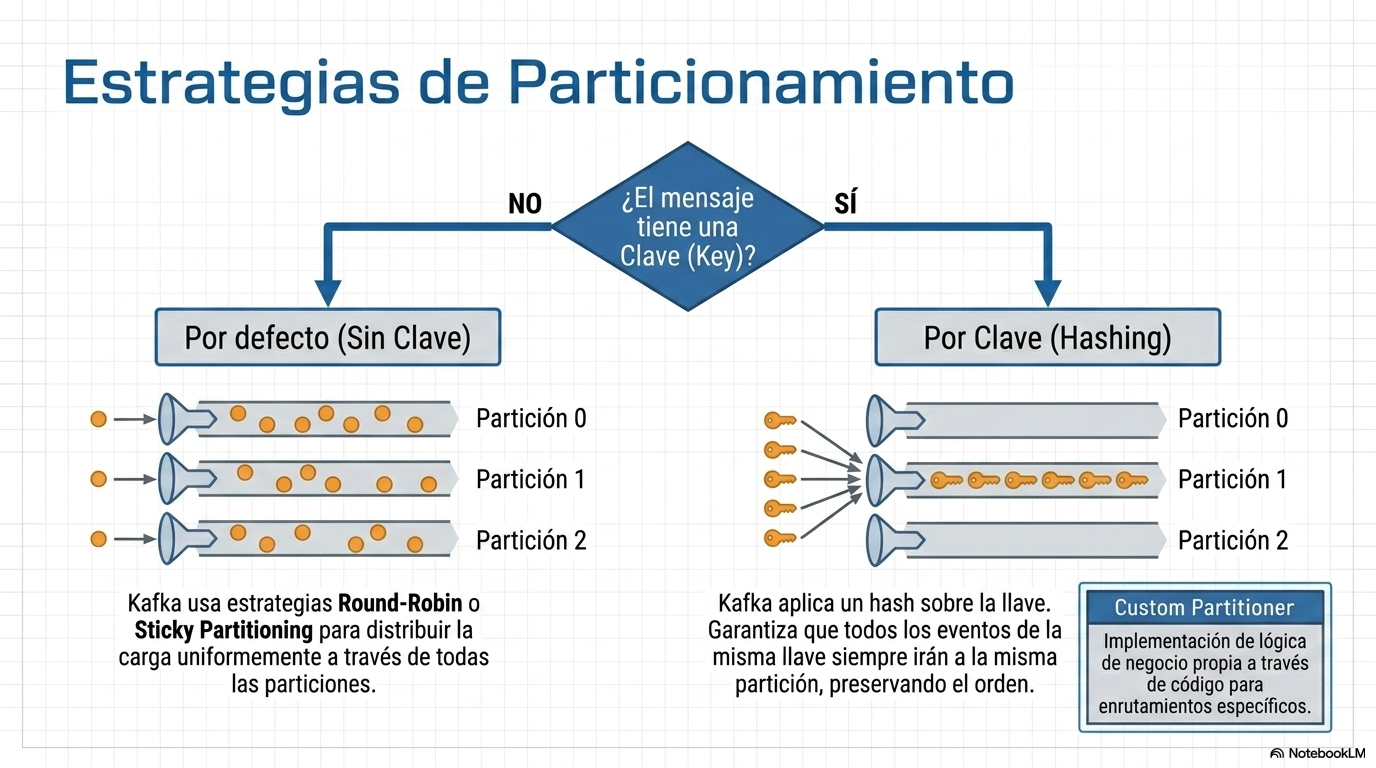 Estrategias de Particionamiento
¿El mensaje
tiene una
Clave (Key)?
NO
SÍ
Por defecto (Sin Clave)
Partición 0
Partición 1
Partición 2
Kafka usa estrategias Round-Robin o
Sticky Partitioning para distribuir la
carga uniformemente a través de todas
las particiones.
Por Clave (Hashing)
Partición 0
Partición 1
Partición 2
Kafka aplica un hash sobre la llave.
Garantiza que todos los eventos de la
misma llave siempre irán a la misma
partición, preservando el orden.
Custom Partitioner
Implementación de lógica
de negocio propia a través
de código para
enrutamientos específicos.
NotebookLM